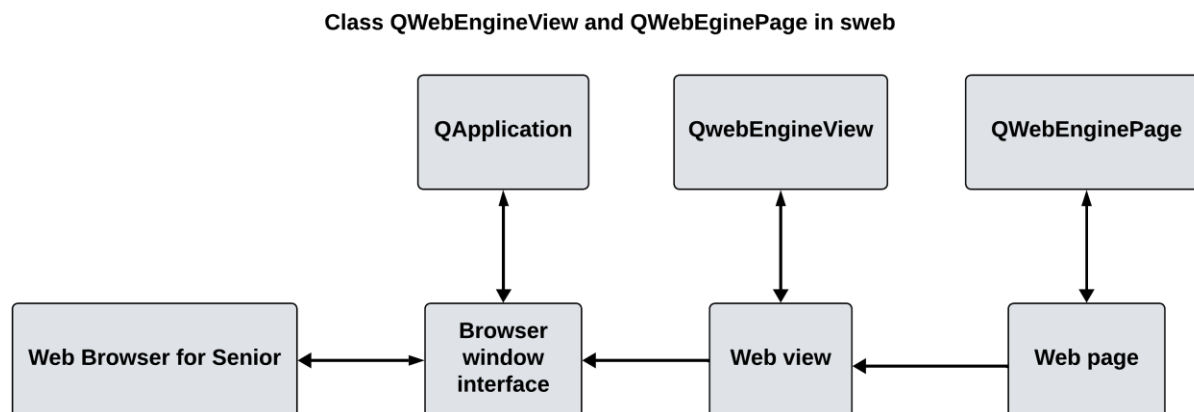 Class QWebEngineView and QWebEginePage in sweb
QApplication
QwebEngineView
QWebEnginePage
Web Browser for Senior
Browser
window
interface
Web view
Web page